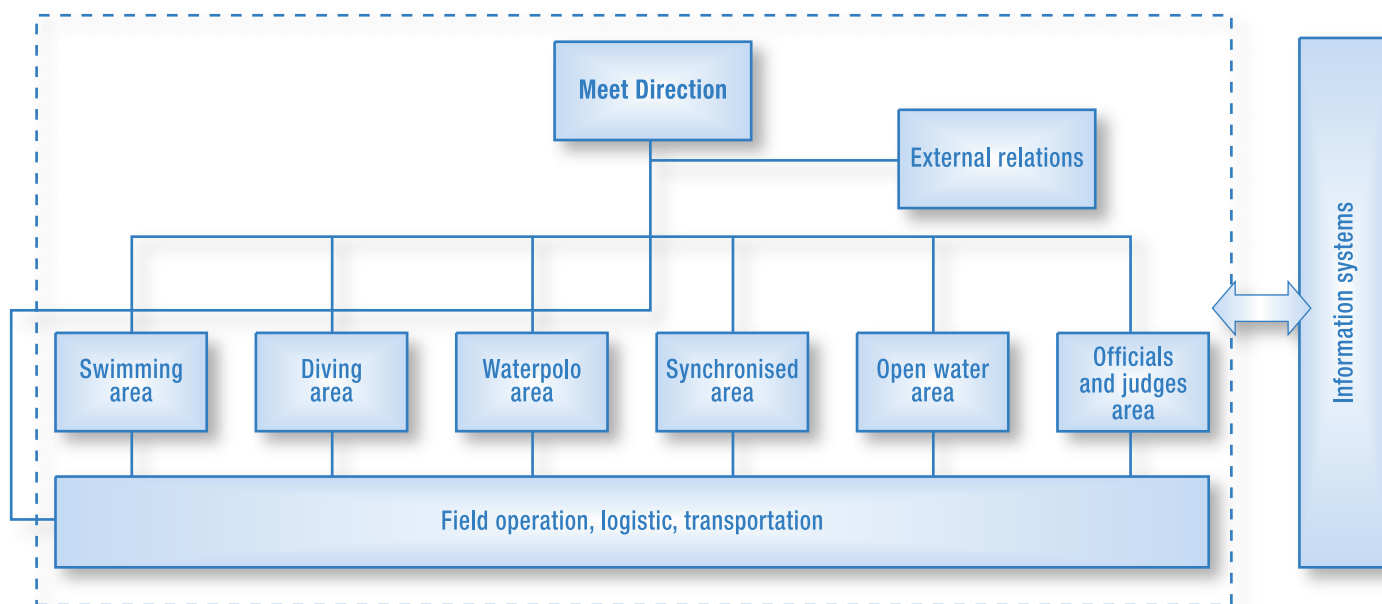 Meet Direction
External relations
Swimming
area
Diving
area
Waterpolo
area
Synchronised
area
Open water
area
Officials
and judges
area
Field operation, logistic, transportation
Information systems